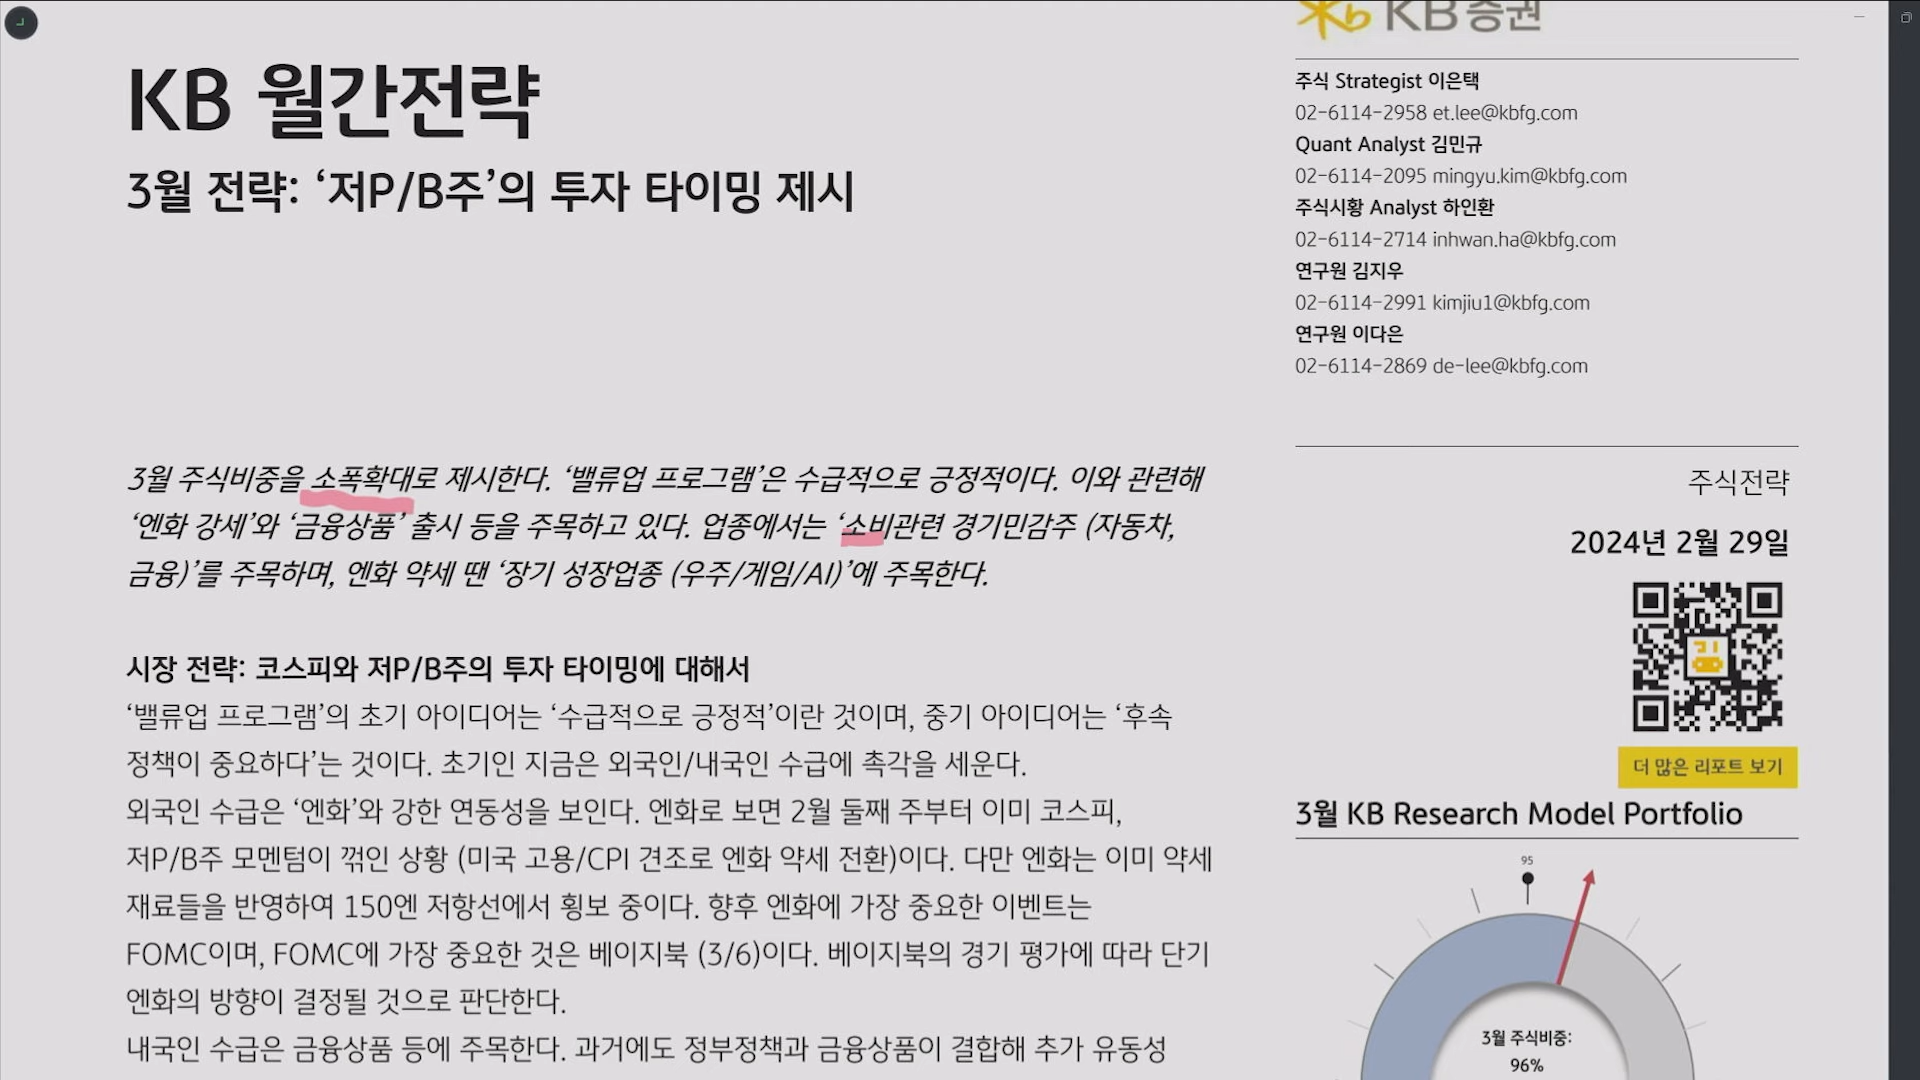 KB 월간전략
3월 전략: ‘저P/B주’의 투자 타이밍 제시
3월 주식비중을 소폭확대로 제시한다. ‘밸류업 프로그램’은 수급적으로 긍정적이다. 이와 관련해
‘엔화 강세’와 ‘금융상품’ 출시 등을 주목하고 있다. 업종에서는 ‘소비관련 경기민감주 (자동차,
금융)’를 주목하며, 엔화 약세 땐 ‘장기 성장업종 (우주/게임/AI)’에 주목한다.
시장 전략: 코스피와 저P/B주의 투자 타이밍에 대해서
‘밸류업 프로그램’의 초기 아이디어는 ‘수급적으로 긍정적’이란 것이며, 중기 아이디어는 ‘후속
정책이 중요하다’는 것이다. 초기인 지금은 외국인/내국인 수급에 촉각을 세운다.
외국인 수급은 ‘엔화’와 강한 연동성을 보인다. 엔화로 보면 2월 둘째 주부터 이미 코스피,
저P/B주 모멘텀이 꺾인 상황 (미국 고용/CPI 견조로 엔화 약세 전환)이다. 다만 엔화는 이미 약세
재료들을 반영하여 150엔 저항선에서 횡보 중이다. 향후 엔화에 가장 중요한 이벤트는
FOMC이며, FOMC에 가장 중요한 것은 베이지북 (3/6)이다. 베이지북의 경기 평가에 따라 단기
엔화의 방향이 결정될 것으로 판단한다.
내국인 수급은 금융상품 등에 주목한다. 과거에도 정부정책과 금융상품이 결합해 추가 유동성
KB증권
주식 Strategist 이은택
02-6114-2958 et.lee@kbfg.com
Quant Analyst 김민규
02-6114-2095 mingyu.kim@kbfg.com
주식시황 Analyst 하인환
02-6114-2714 inhwan.ha@kbfg.com
연구원 김지우
02-6114-2991 kimjiu1@kbfg.com
연구원 이다은
02-6114-2869 de-lee@kbfg.com
주식전략
2024년 2월 29일
더 많은 리포트 보기
3월 KB Research Model Portfolio
95
3월 주식비중:
96%